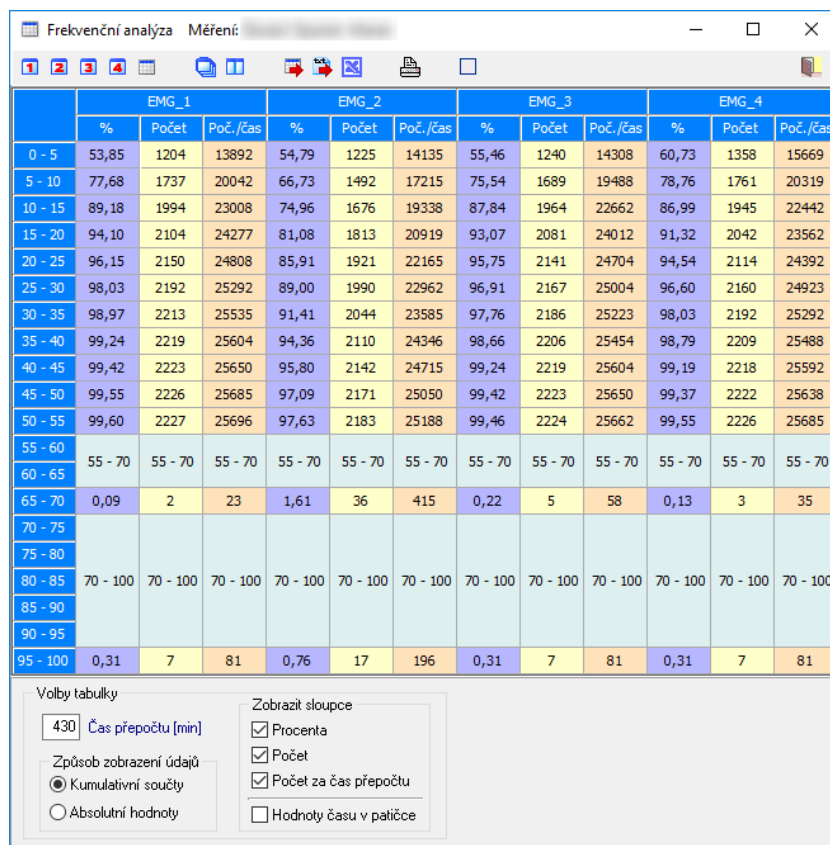 Frekvenční analýza Měření:
1 2 3 4
EMG_1 EMG_2 EMG_3 EMG_4
% Počet Poč./čas % Počet Poč./čas % Počet Poč./čas % Počet Poč./čas
0 - 5 53,85 1204 13892 54,79 1225 14135 55,46 1240 14308 60,73 1358 15669
5 - 10 77,68 1737 20042 66,73 1492 17215 75,54 1689 19488 78,76 1761 20319
10 - 15 89,18 1994 23008 74,96 1676 19338 87,84 1964 22662 86,99 1945 22442
15 - 20 94,10 2104 24277 81,08 1813 20919 93,07 2081 24012 91,32 2042 23562
20 - 25 96,15 2150 24808 85,91 1921 22165 95,75 2141 24704 94,54 2114 24392
25 - 30 98,03 2192 25292 89,00 1990 22962 96,91 2167 25004 96,60 2160 24923
30 - 35 98,97 2213 25535 91,41 2044 23585 97,76 2186 25223 98,03 2192 25292
35 - 40 99,24 2219 25604 94,36 2110 24346 98,66 2206 25454 98,79 2209 25488
40 - 45 99,42 2223 25650 95,80 2142 24715 99,24 2219 25604 99,19 2218 25592
45 - 50 99,55 2226 25685 97,09 2171 25050 99,42 2223 25650 99,37 2222 25638
50 - 55 99,60 2227 25696 97,63 2183 25188 99,46 2224 25662 99,55 2226 25685
55 - 60
55 - 70 55 - 70 55 - 70 55 - 70 55 - 70 55 - 70 55 - 70 55 - 70 55 - 70 55 - 70 55 - 70 55 - 70
60 - 65
65 - 70 0,09 2 23 1,61 36 415 0,22 5 58 0,13 3 35
70 - 75
75 - 80
80 - 85 70 - 100 70 - 100 70 - 100 70 - 100 70 - 100 70 - 100 70 - 100 70 - 100 70 - 100 70 - 100 70 - 100 70 - 100
85 - 90
90 - 95
95 - 100 0,31 7 81 0,76 17 196 0,31 7 81 0,31 7 81
Volby tabulky
430 Čas přepočtu [min]
Způsob zobrazení údajů
Kumulativní součty
Absolutní hodnoty
Zobrazit sloupce
Procenta
Počet
Počet za čas přepočtu
Hodnoty času v patičce